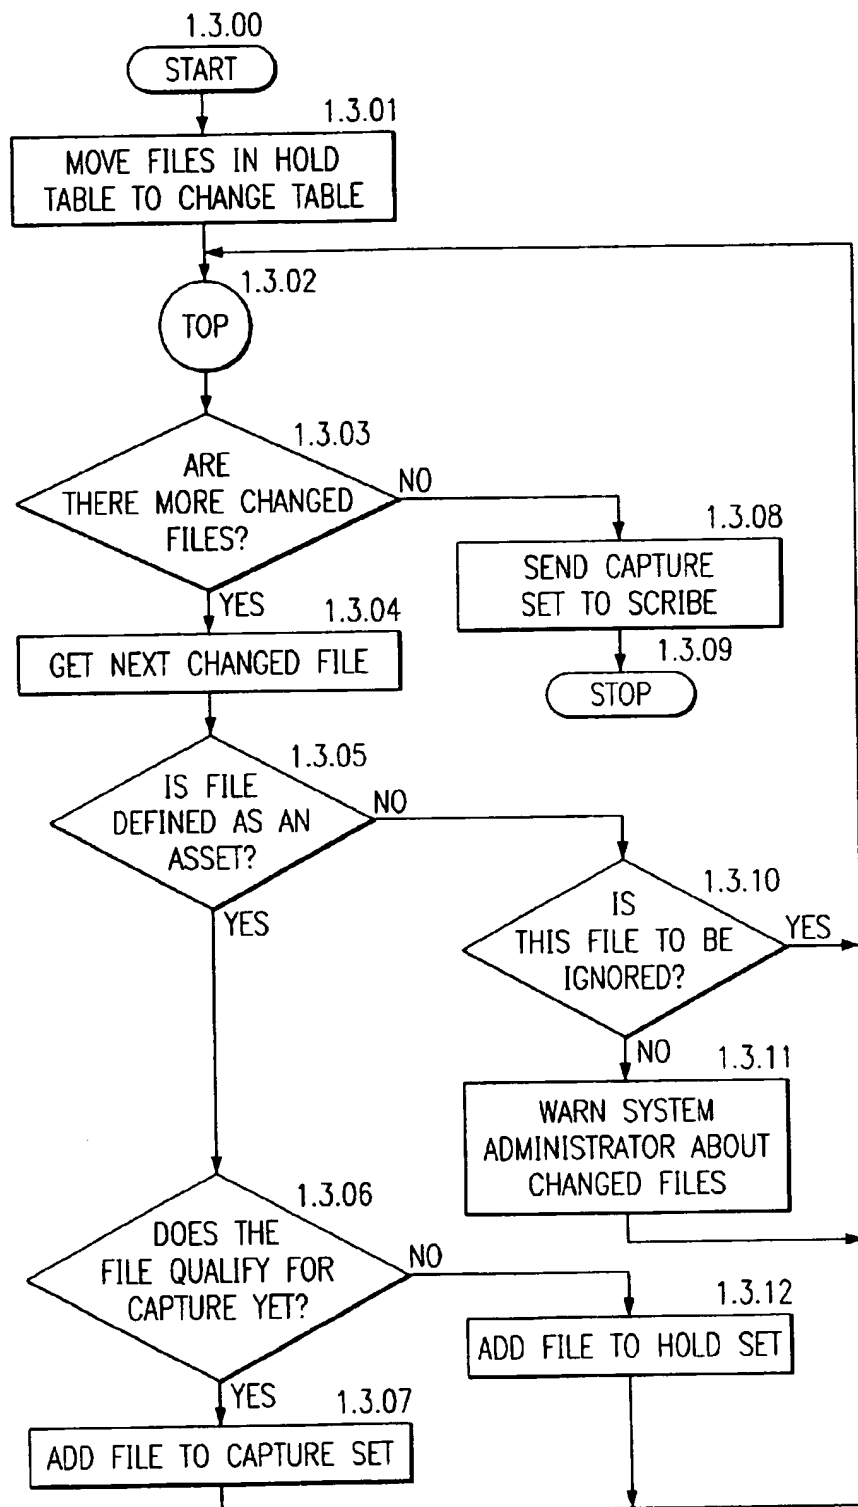 1.3.00
START
1.3.01
MOVE FILES IN HOLD
TABLE TO CHANGE TABLE
1.3.02
TOP
1.3.03
ARE
THERE MORE CHANGED
FILES?
NO
YES
1.3.08
SEND CAPTURE
SET TO SCRIBE
1.3.09
STOP
1.3.04
GET NEXT CHANGED FILE
1.3.05
IS FILE
DEFINED AS AN
ASSET?
NO
YES
1.3.10
IS
THIS FILE TO BE
IGNORED?
YES
NO
1.3.11
WARN SYSTEM
ADMINISTRATOR ABOUT
CHANGED FILES
1.3.06
DOES THE
FILE QUALIFY FOR
CAPTURE YET?
NO
YES
1.3.12
ADD FILE TO HOLD SET
1.3.07
ADD FILE TO CAPTURE SET